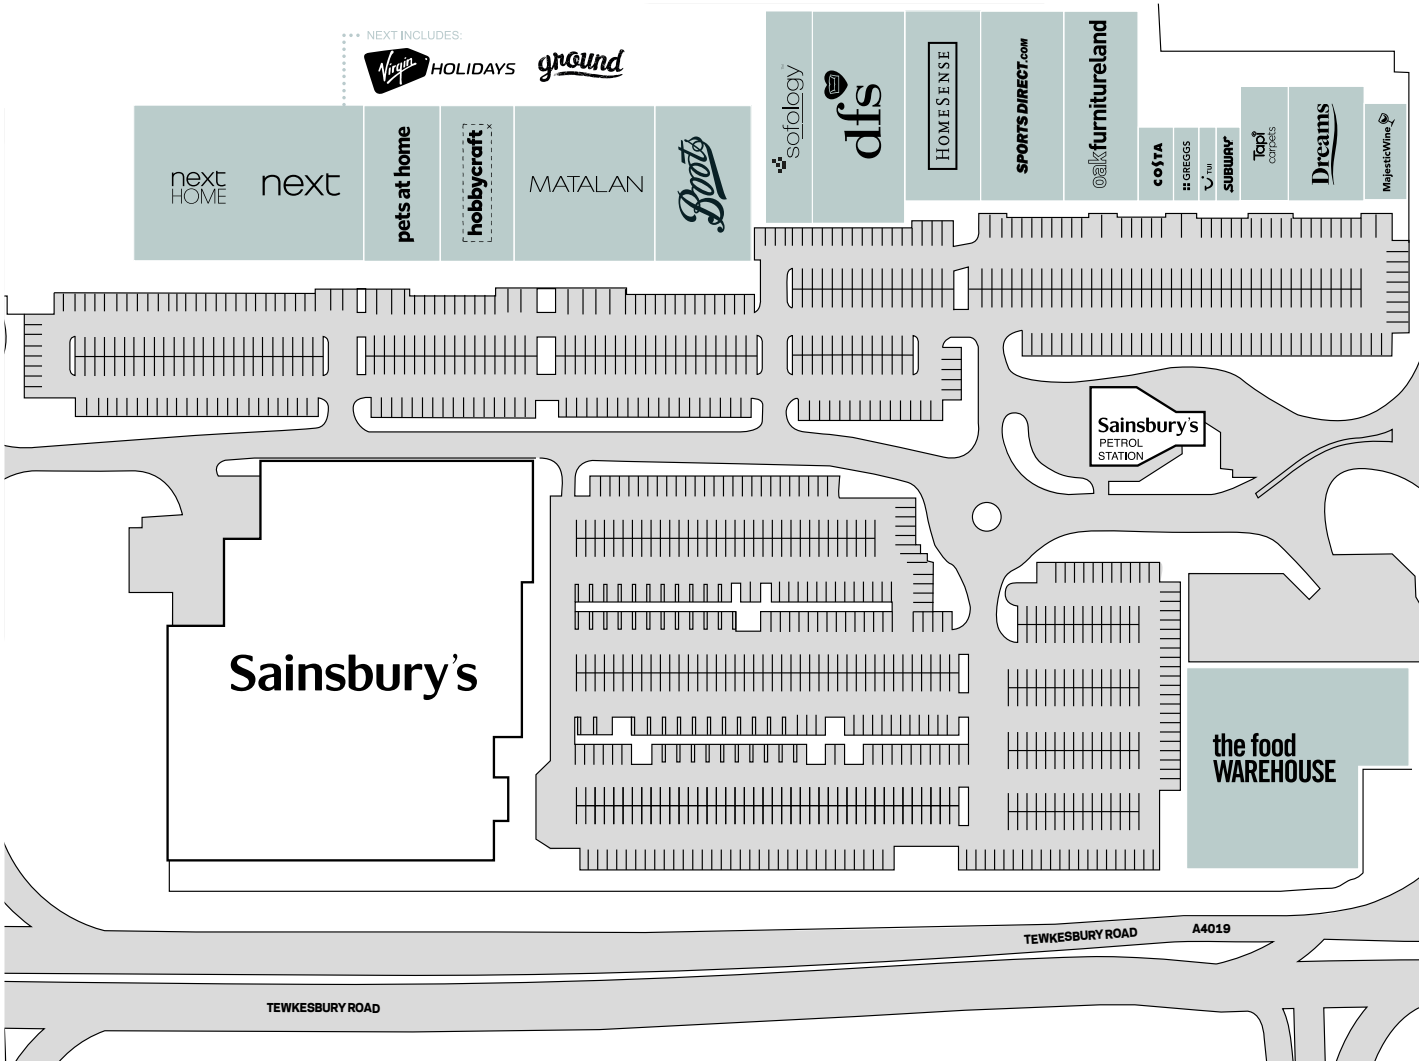 NEXT INCLUDES:
Virgin HOLIDAYS
ground
next
HOME
next
pets at home
hobbycraft
MATALAN
Boots
sofology
dfs
HOMESENSE
SPORTSDIRECT.COM
oakfurnitureland
COSTA
GREGGS
TUI
SUBWAY
Tapi
carpets
Dreams
MajesticWine
Sainsbury's
PETROL
STATION
Sainsbury's
the food
WAREHOUSE
TEWKESBURY ROAD
A4019
TEWKESBURY ROAD